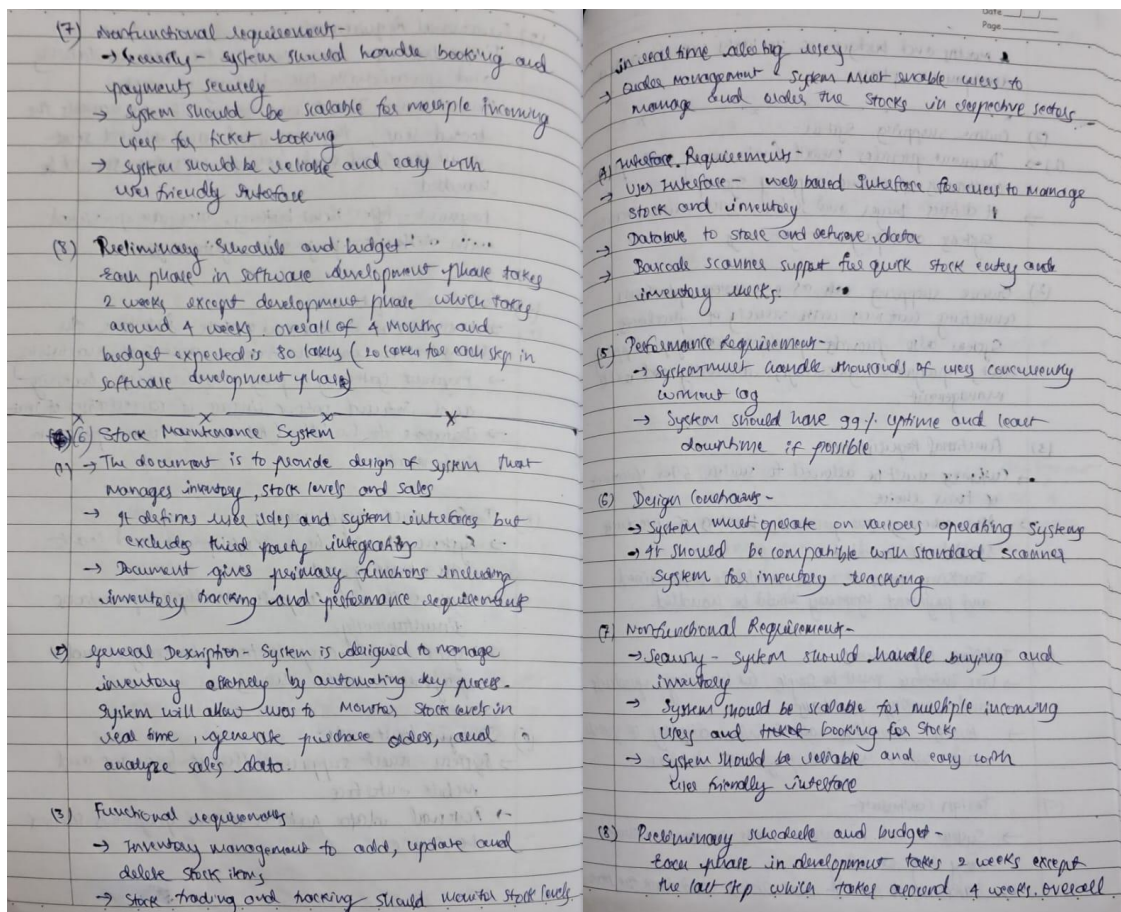 (7) Nonfunctional requirements-
→ Security - System should handle booking and
payments securely
→ System should be scalable for multiple incoming
users for ticket booking
→ System should be reliable and easy with
user friendly interface
(8) Preliminary Schedule and budget-
Each phase in software development phase takes
2 weeks except development phase which takes
around 4 weeks overall of 4 months and
budget expected is 80 lakhs (20 lakhs for each step in
software development phase)
(6) Stock Maintenance System
(1) → The document is to provide design of system that
manages inventory, stock levels and sales
→ It defines user roles and system interfaces but
excludes third party integration
→ Document gives primary functions including
inventory tracking and performance requirements
(2) General Description - System is designed to manage
inventory by automating key process.
System will allow users to Monitor Stock levels in
real time, generate purchase orders, and
analyze sales data.
(3) Functional requirements
→ Inventory management to add, update and
delete stock items
→ Stock trading and tracking should monitor stock levels
Date
Page
in real time alerting users
→ Order Management - System must enable users to
manage and order the stocks in respective sectors
(4) Interface Requirements -
→ User Interface - web based Interface for users to manage
stock and inventory
→ Database to store and retrieve data
→ Barcode scanner support for quick stock entry and
inventory checks.
(5) Performance Requirement -
→ System must handle thousands of users concurrently
without lag
→ System should have 99% uptime and least
downtime if possible
(6) Design Constraints -
→ System must operate on various operating systems
→ It should be compatible with standard scanner
system for inventory tracking
(7) Nonfunctional Requirement -
→ Security - System should handle buying and
inventory
→ System should be scalable for multiple incoming
users and booking for stocks
→ System should be reliable and easy with
user friendly interface
(8) Preliminary schedule and budget -
Each phase in development takes 2 weeks except
the last step which takes around 4 weeks. Overall